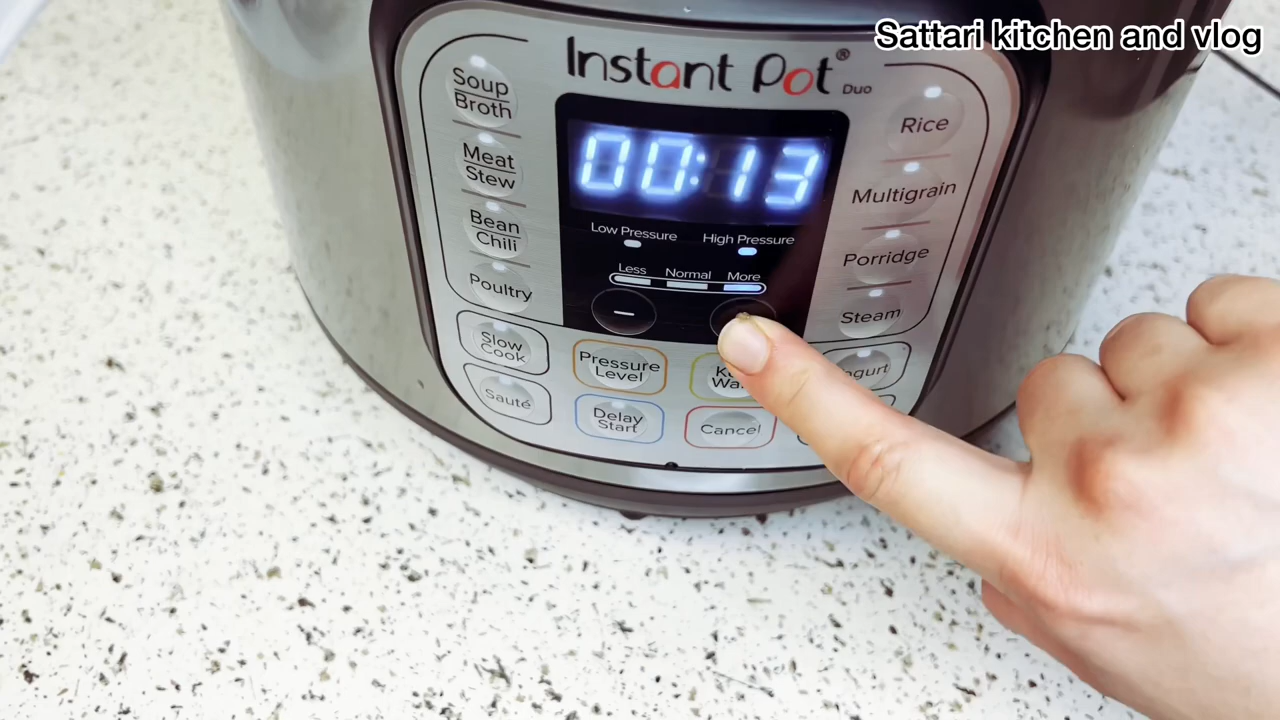 Sattari kitchen and vlog
Instant Pot®
Duo
Soup
Broth
Meat
Stew
Bean
Chili
Poultry
Slow
Cook
Sauté
00:13
Low Pressure
High Pressure
Less
Normal
More
−
Pressure
Level
Delay
Start
Cancel
Rice
Multigrain
Porridge
Steam